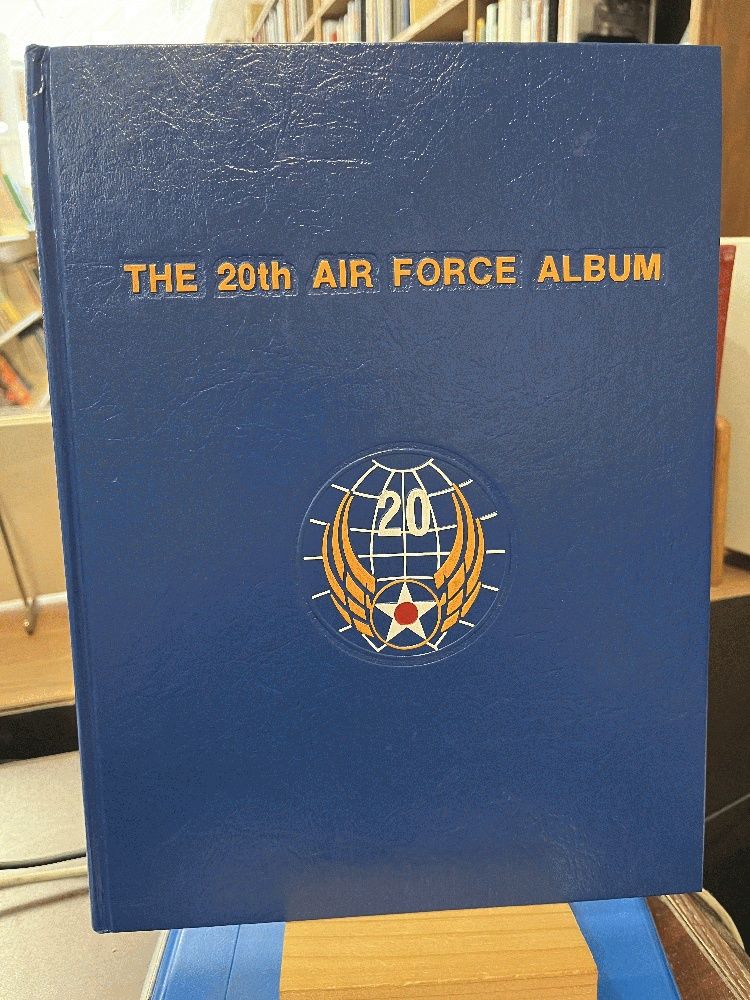 THE 20th AIR FORCE ALBUM
20